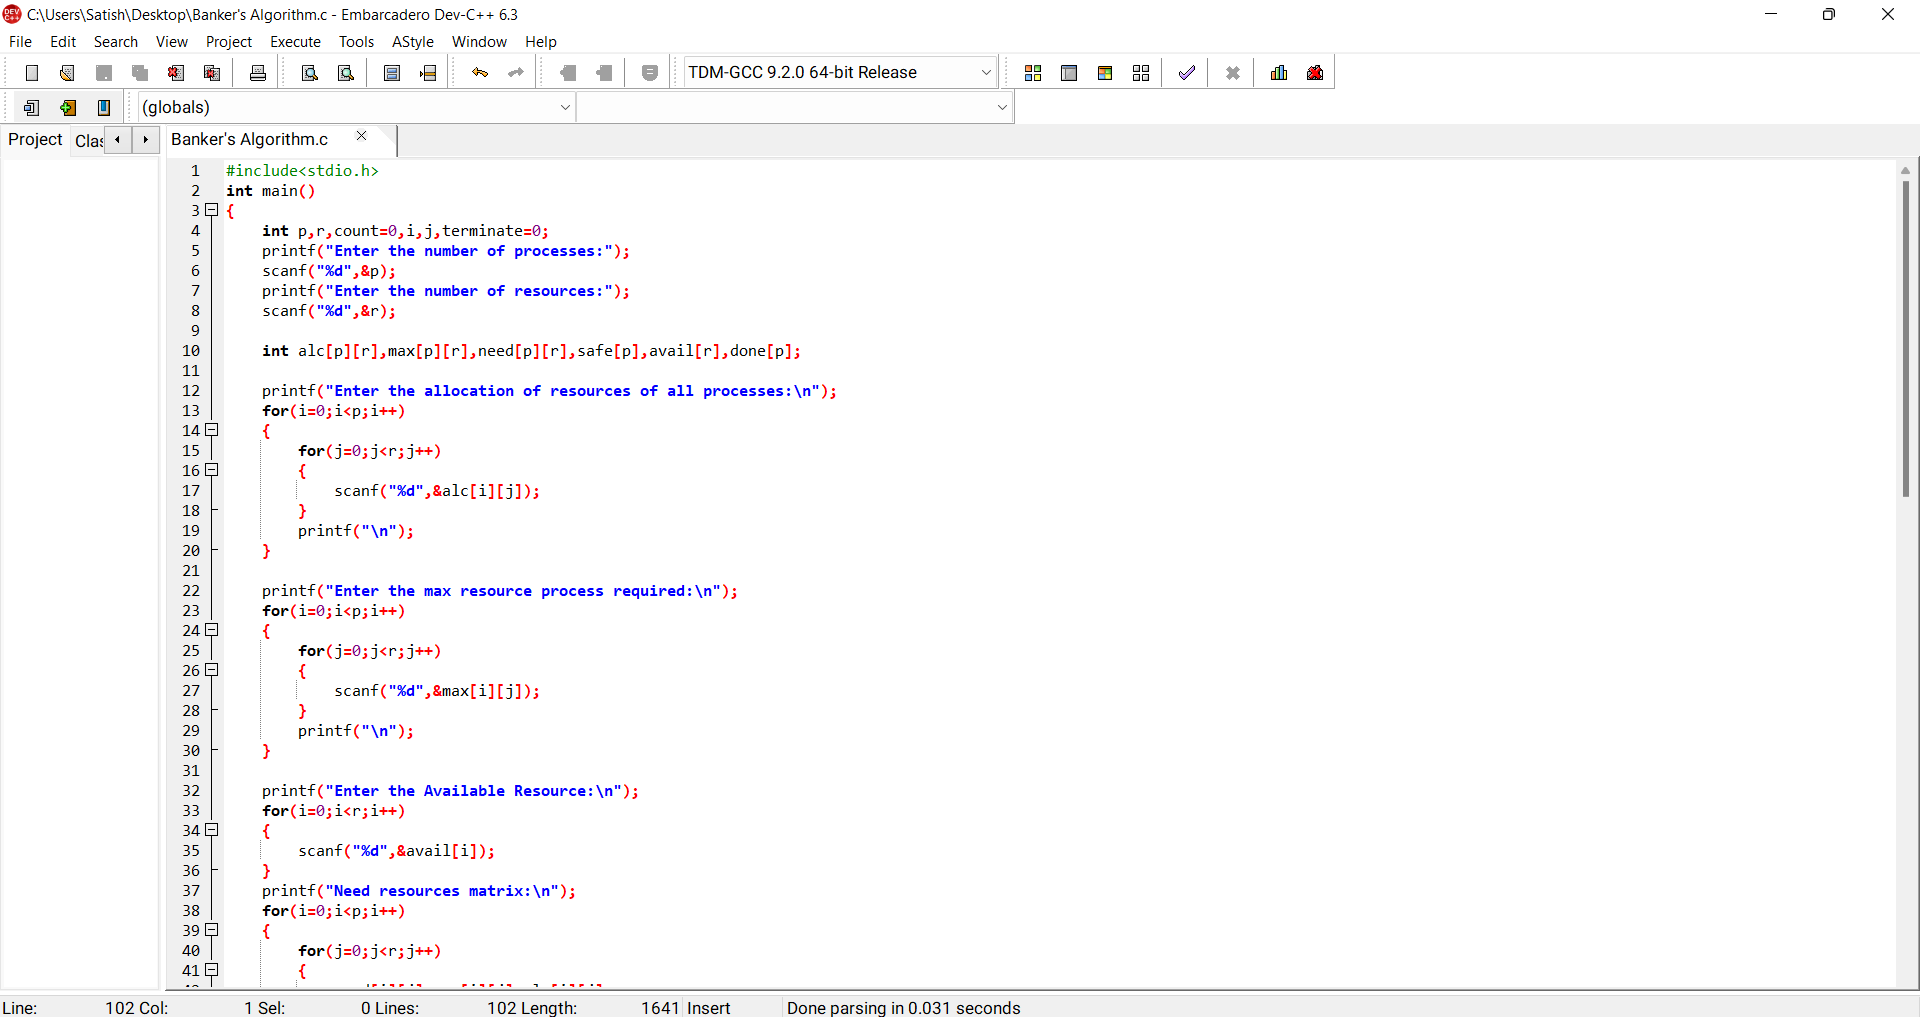 C:\Users\Satish\Desktop\Banker's Algorithm.c - Embarcadero Dev-C++ 6.3
File Edit Search View Project Execute Tools AStyle Window Help
TDM-GCC 9.2.0 64-bit Release
(globals)
Project Clas Banker's Algorithm.c
1 #include<stdio.h>
2 int main()
3 {
4 int p,r,count=0,i,j,terminate=0;
5 printf("Enter the number of processes:");
6 scanf("%d",&p);
7 printf("Enter the number of resources:");
8 scanf("%d",&r);
9
10 int alc[p][r],max[p][r],need[p][r],safe[p],avail[r],done[p];
11
12 printf("Enter the allocation of resources of all processes:\n");
13 for(i=0;i<p;i++)
14 {
15 for(j=0;j<r;j++)
16 {
17 scanf("%d",&alc[i][j]);
18 }
19 printf("\n");
20 }
21
22 printf("Enter the max resource process required:\n");
23 for(i=0;i<p;i++)
24 {
25 for(j=0;j<r;j++)
26 {
27 scanf("%d",&max[i][j]);
28 }
29 printf("\n");
30 }
31
32 printf("Enter the Available Resource:\n");
33 for(i=0;i<r;i++)
34 {
35 scanf("%d",&avail[i]);
36 }
37 printf("Need resources matrix:\n");
38 for(i=0;i<p;i++)
39 {
40 for(j=0;j<r;j++)
41 {
Line: 102 Col: 1 Sel: 0 Lines: 102 Length: 1641 Insert Done parsing in 0.031 seconds